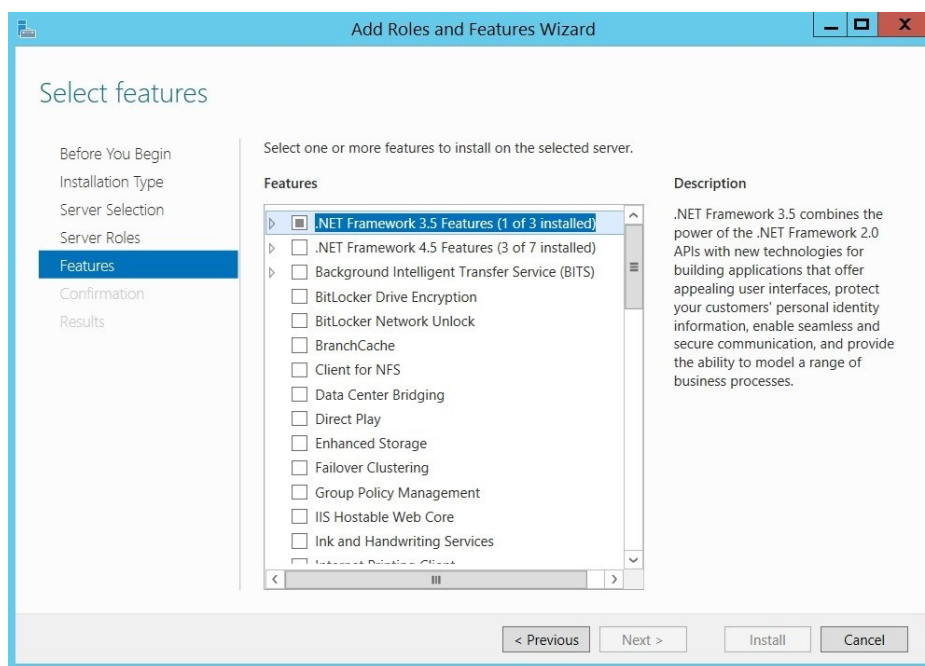 Add Roles and Features Wizard
Select features
Before You Begin
Installation Type
Server Selection
Server Roles
Features
Confirmation
Results
Select one or more features to install on the selected server.
Features
.NET Framework 3.5 Features (1 of 3 installed)
.NET Framework 4.5 Features (3 of 7 installed)
Background Intelligent Transfer Service (BITS)
BitLocker Drive Encryption
BitLocker Network Unlock
BranchCache
Client for NFS
Data Center Bridging
Direct Play
Enhanced Storage
Failover Clustering
Group Policy Management
IIS Hostable Web Core
Ink and Handwriting Services
Internet Printing Client
Description
.NET Framework 3.5 combines the
power of the .NET Framework 2.0
APIs with new technologies for
building applications that offer
appealing user interfaces, protect
your customers' personal identity
information, enable seamless and
secure communication, and provide
the ability to model a range of
business processes.
< Previous
Next >
Install
Cancel